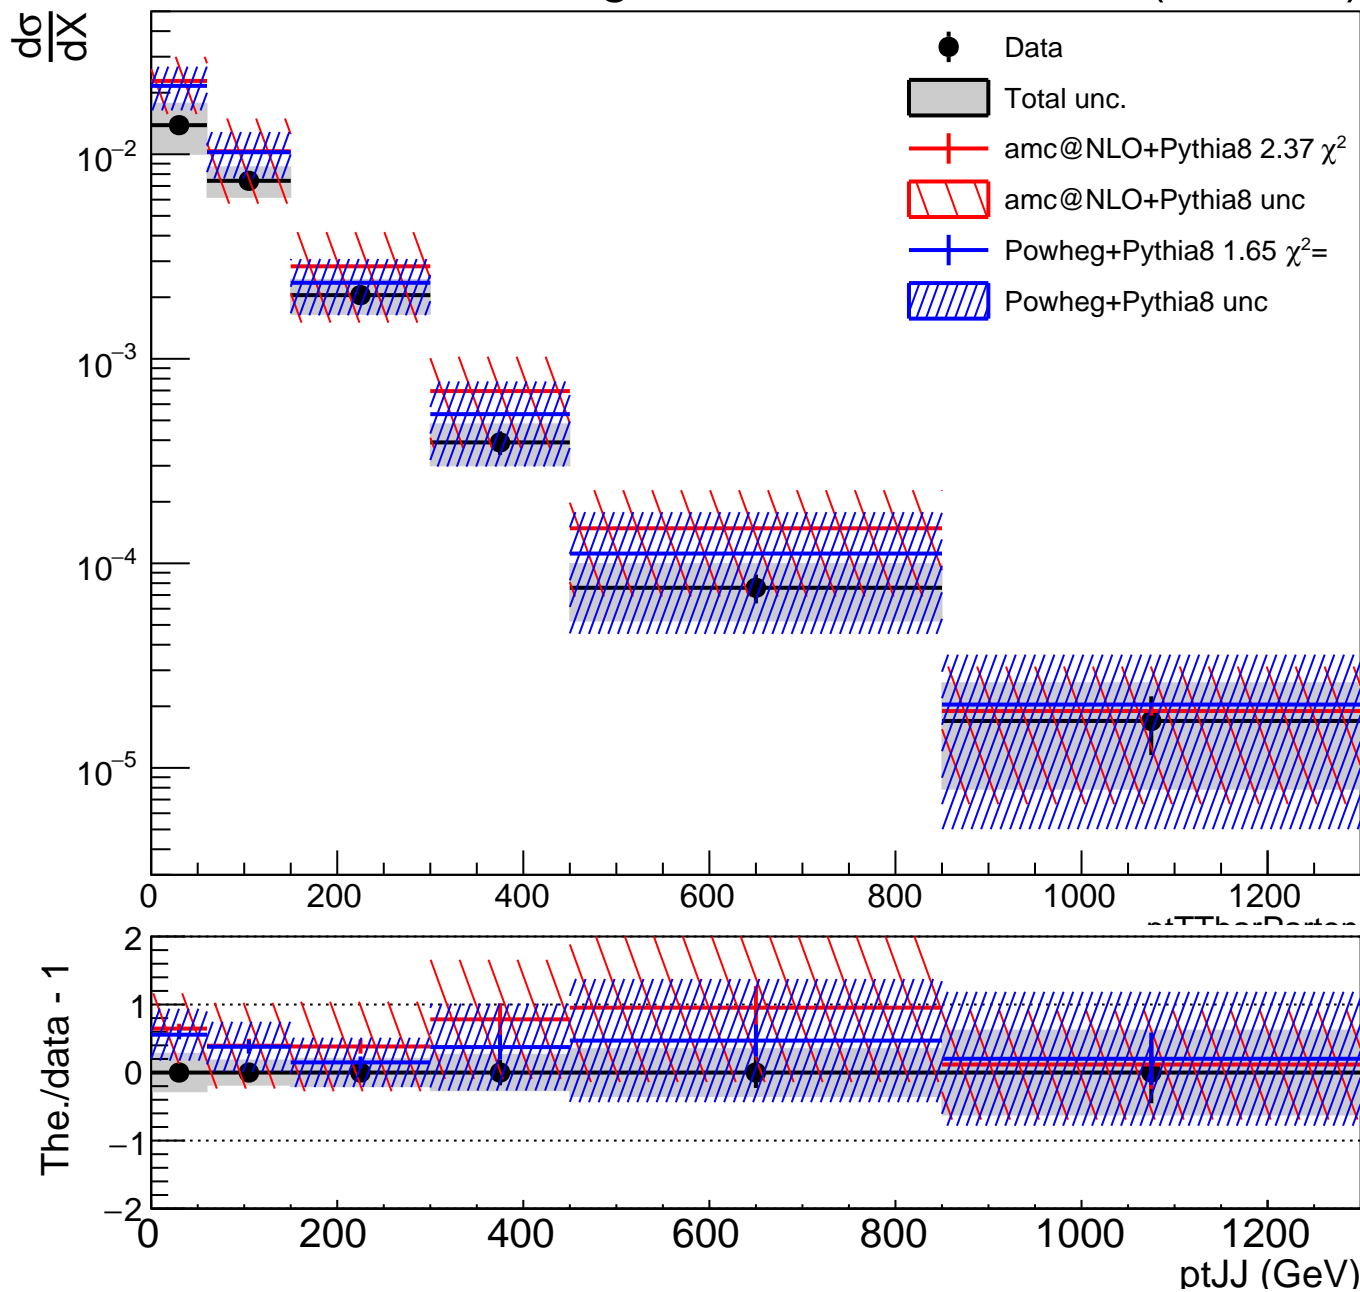 dσ
dX
Data
Total unc.
amc@NLO+Pythia8 2.37 χ²
amc@NLO+Pythia8 unc
Powheg+Pythia8 1.65 χ²=
Powheg+Pythia8 unc
10⁻²
10⁻³
10⁻⁴
10⁻⁵
0 200 400 600 800 1000 1200
ptTTbarParton
The./data - 1
2
1
0
−1
−2
0 200 400 600 800 1000 1200
ptJJ (GeV)